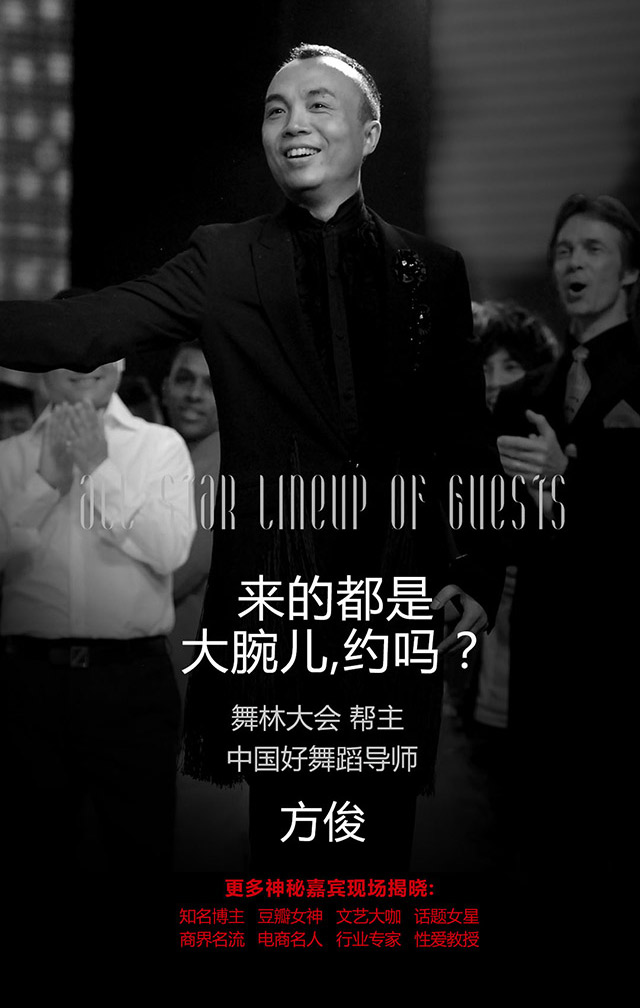 ALL STAR LINEUP OF GUESTS
来的都是
大腕儿,约吗?
舞林大会 帮主
中国好舞蹈导师
方俊
更多神秘嘉宾现场揭晓:
知名博主 豆瓣女神 文艺大咖 话题女星
商界名流 电商名人 行业专家 性爱教授